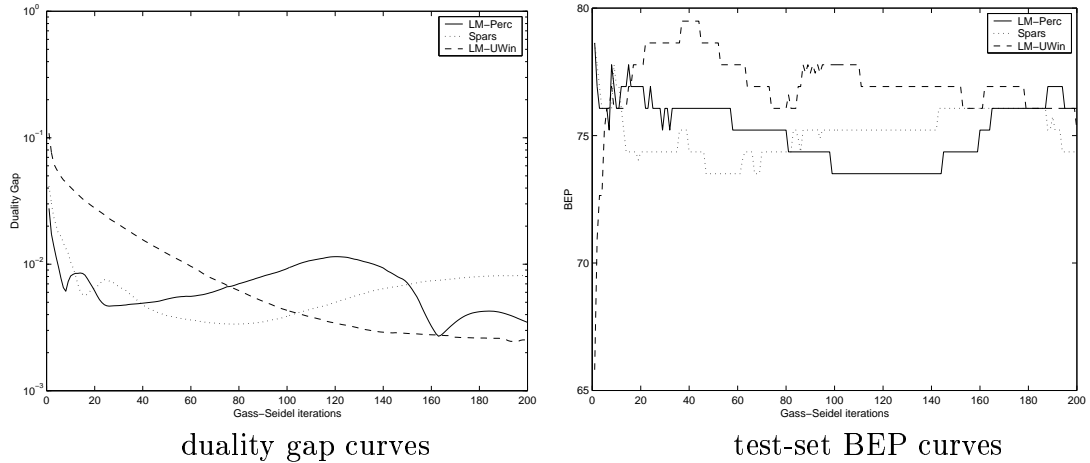 10^0
10^-1
10^-2
10^-3
Duality Gap
LM-Perc
Spars
LM-UWin
0 20 40 60 80 100 120 140 160 180 200
Gass-Seidel iterations
duality gap curves
80
75
70
65
BEP
LM-Perc
Spars
LM-UWin
0 20 40 60 80 100 120 140 160 180 200
Gass-Seidel iterations
test-set BEP curves